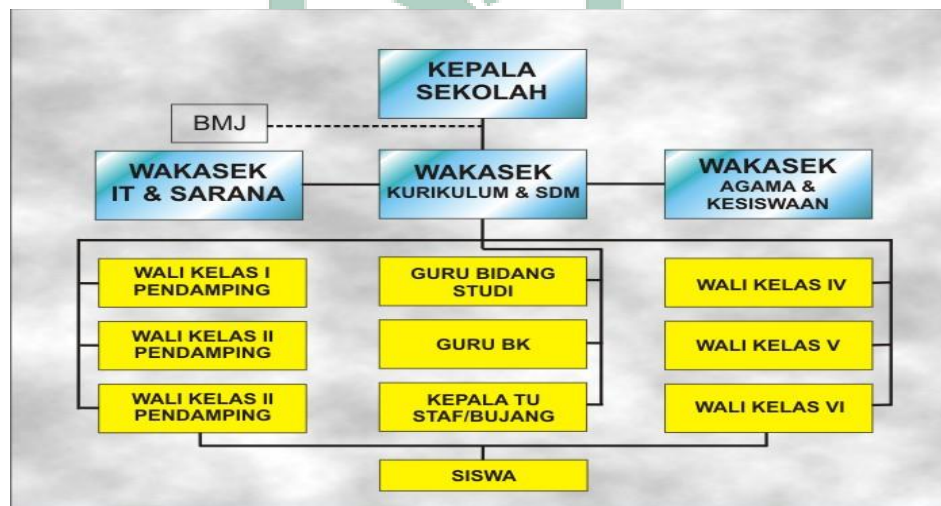 KEPALA
SEKOLAH
BMJ
WAKASEK
IT & SARANA
WAKASEK
KURIKULUM & SDM
WAKASEK
AGAMA &
KESISWAAN
WALI KELAS I
PENDAMPING
GURU BIDANG
STUDI
WALI KELAS IV
WALI KELAS II
PENDAMPING
GURU BK
WALI KELAS V
WALI KELAS II
PENDAMPING
KEPALA TU
STAF/BUJANG
WALI KELAS VI
SISWA